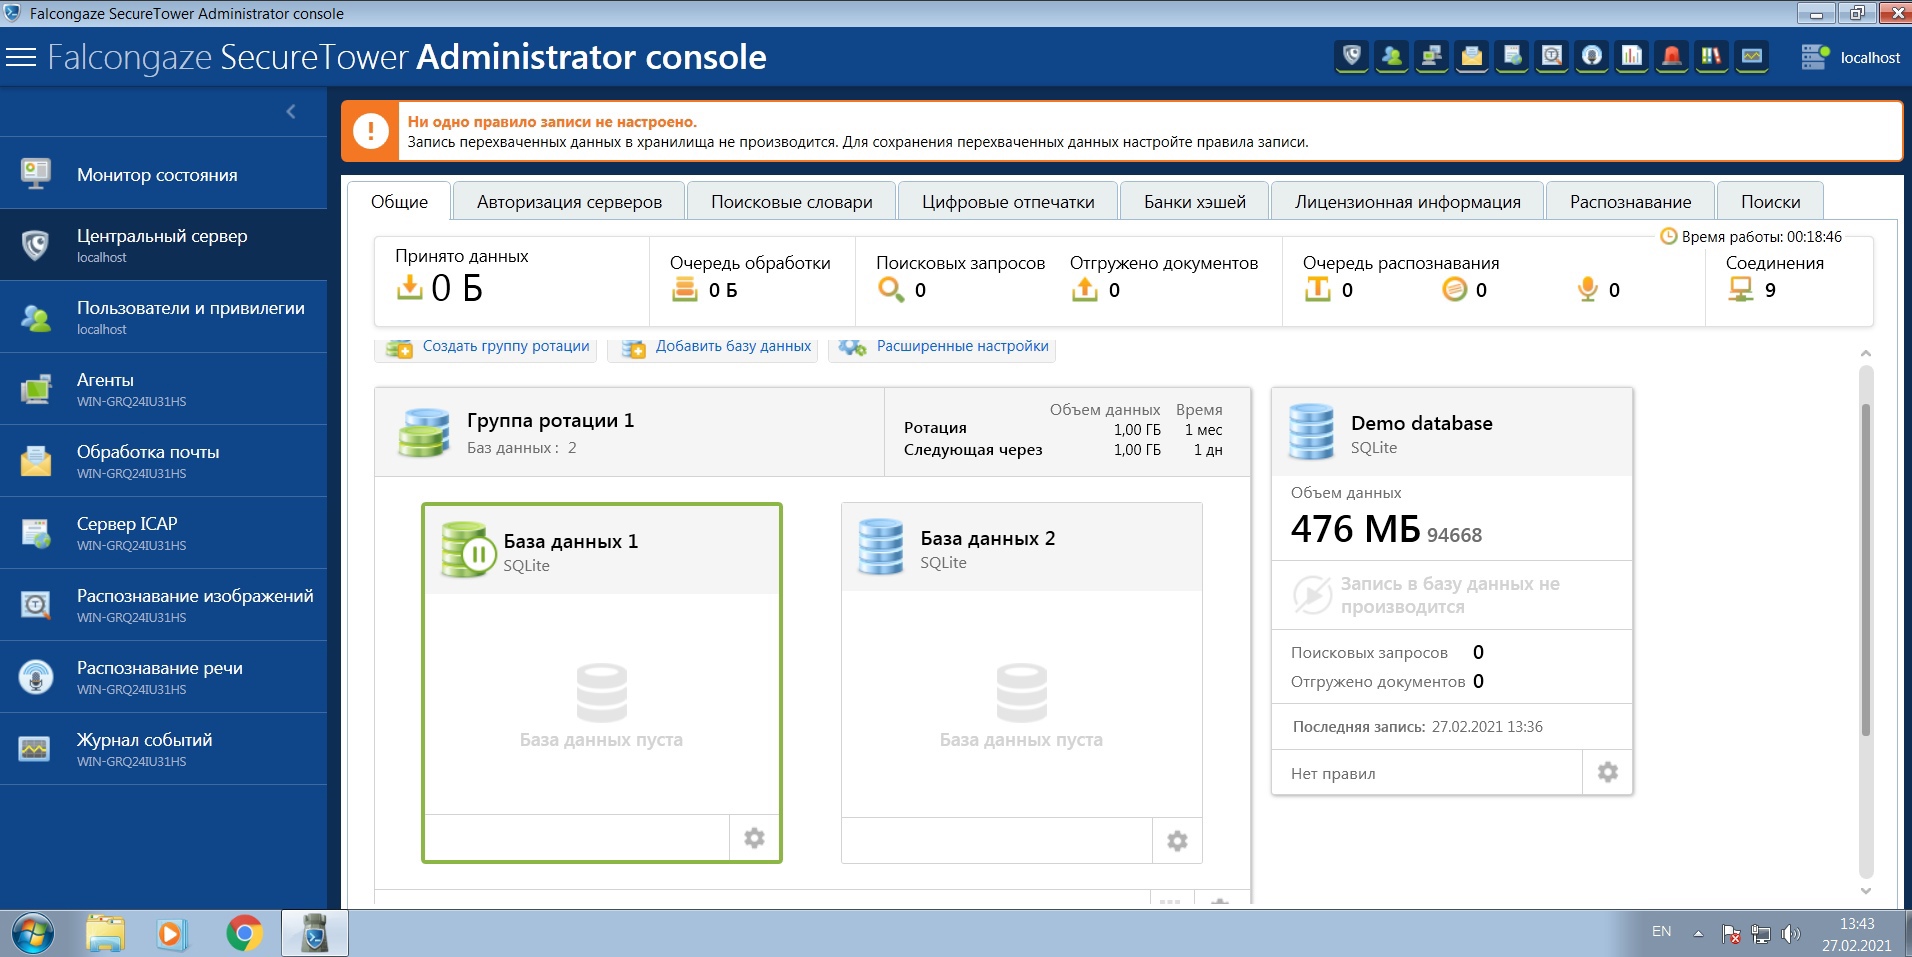 Falcongaze SecureTower Administrator console
Falcongaze SecureTower Administrator console
localhost
Ни одно правило записи не настроено.
Запись перехваченных данных в хранилища не производится. Для сохранения перехваченных данных настройте правила записи.
Монитор состояния
Центральный сервер
localhost
Пользователи и привилегии
localhost
Агенты
WIN-GRQ24IU31HS
Обработка почты
WIN-GRQ24IU31HS
Сервер ICAP
WIN-GRQ24IU31HS
Распознавание изображений
WIN-GRQ24IU31HS
Распознавание речи
WIN-GRQ24IU31HS
Журнал событий
WIN-GRQ24IU31HS
Общие
Авторизация серверов
Поисковые словари
Цифровые отпечатки
Банки хэшей
Лицензионная информация
Распознавание
Поиски
Время работы: 00:18:46
Принято данных
0 Б
Очередь обработки
0 Б
Поисковых запросов
0
Отгружено документов
0
Очередь распознавания
0
0
0
Соединения
9
Создать группу ротации
Добавить базу данных
Расширенные настройки
Группа ротации 1
Баз данных : 2
Объем данных Время
Ротация 1,00 ГБ 1 мес
Следующая через 1,00 ГБ 1 дн
База данных 1
SQLite
База данных пуста
База данных 2
SQLite
База данных пуста
Demo database
SQLite
Объем данных
476 МБ 94668
Запись в базу данных не
производится
Поисковых запросов 0
Отгружено документов 0
Последняя запись: 27.02.2021 13:36
Нет правил
EN
13:43
27.02.2021